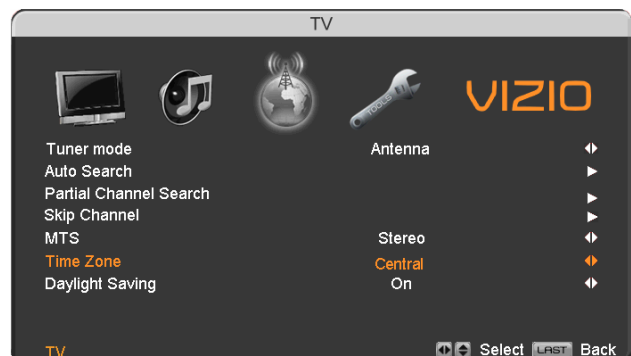 TV
TOOLS
VIZIO
Tuner mode Antenna
Auto Search
Partial Channel Search
Skip Channel
MTS Stereo
Time Zone Central
Daylight Saving On
TV Select LAST Back